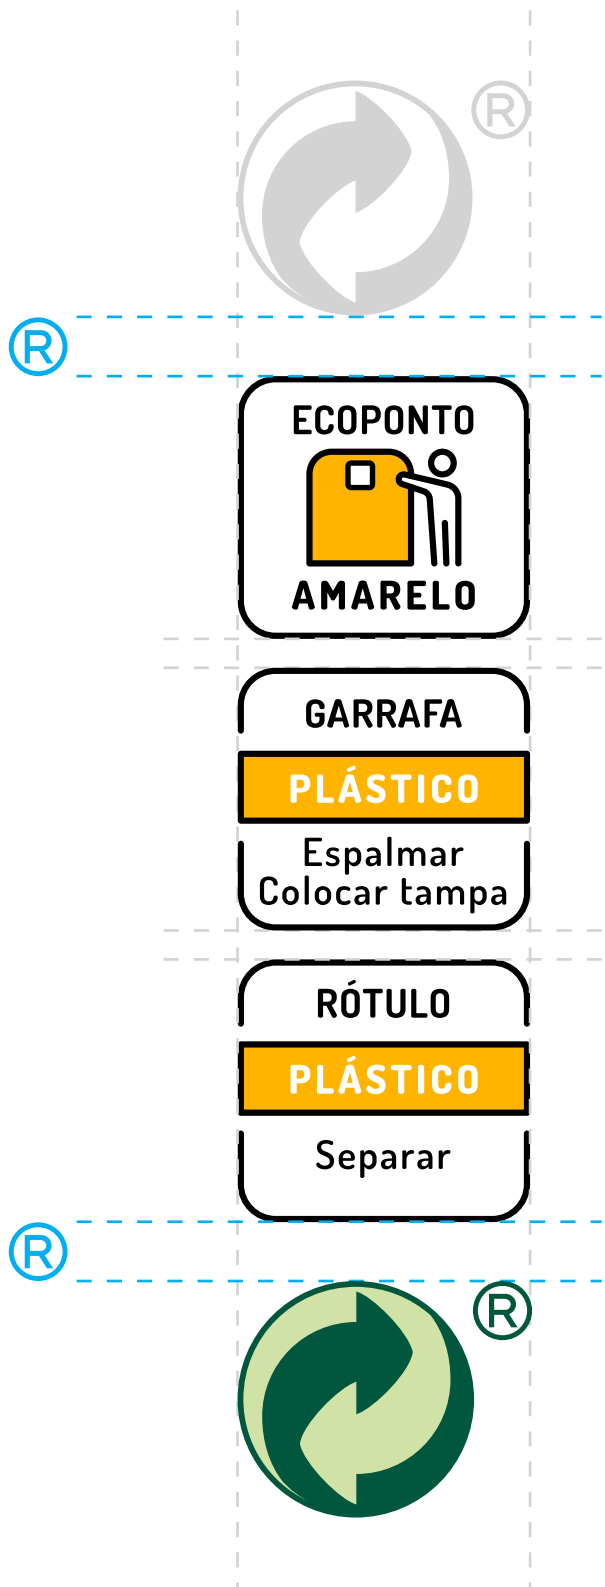 ®
®
ECOPONTO
AMARELO
GARRAFA
PLÁSTICO
Espalmar
Colocar tampa
RÓTULO
PLÁSTICO
Separar
®
®